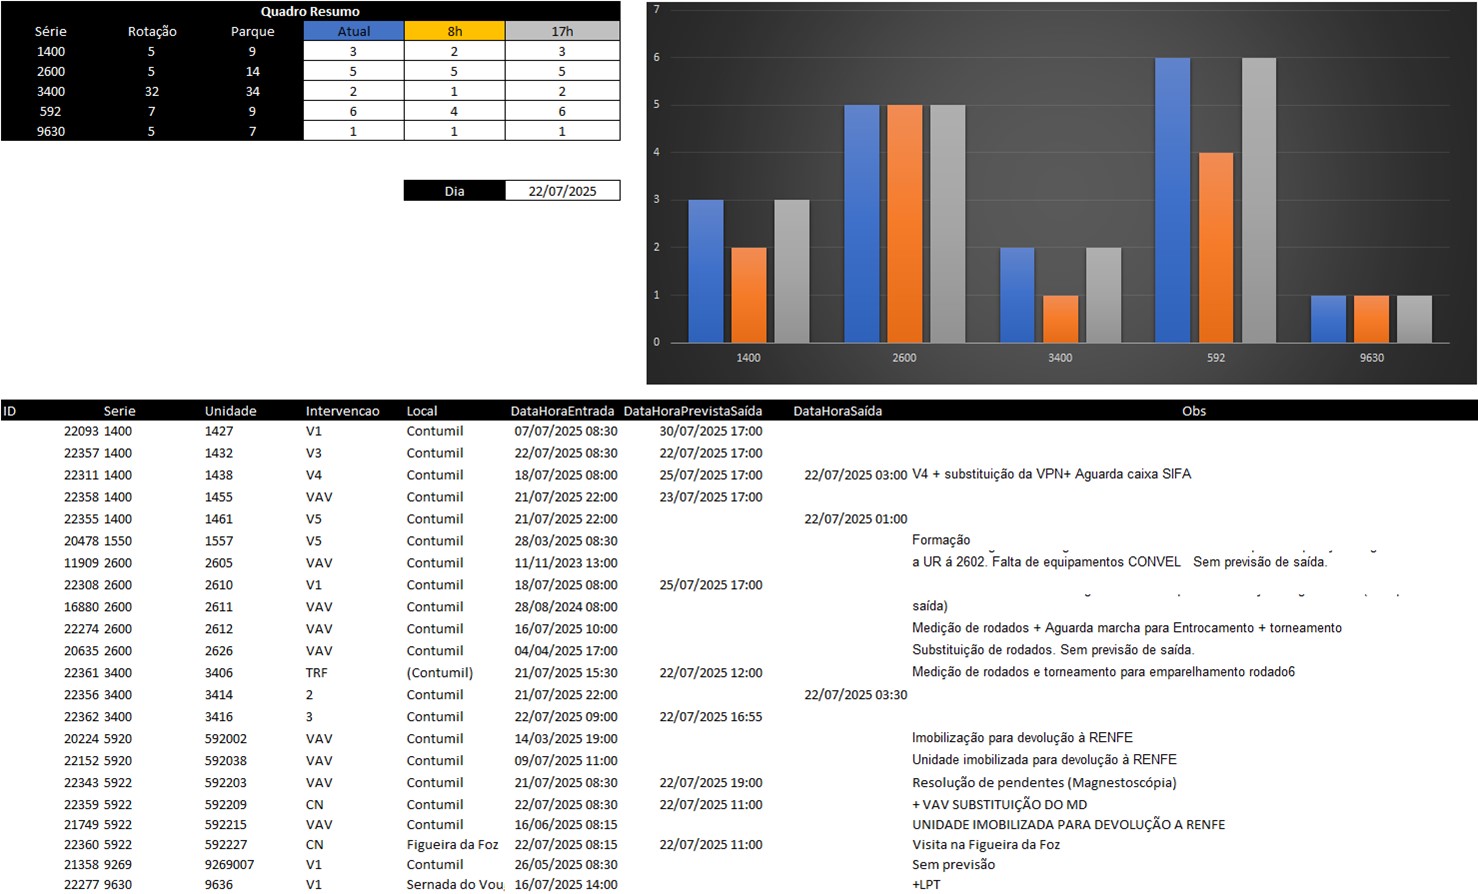 Quadro Resumo
Série Rotação Parque Atual 8h 17h
1400 5 9 3 2 3
2600 5 14 5 5 5
3400 32 34 2 1 2
592 7 9 6 4 6
9630 5 7 1 1 1
Dia 22/07/2025
7
6
5
4
3
2
1
0
1400 2600 3400 592 9630
ID Serie Unidade Intervencao Local DataHoraEntrada DataHoraPrevistaSaída DataHoraSaída Obs
22093 1400 1427 V1 Contumil 07/07/2025 08:30 30/07/2025 17:00
22357 1400 1432 V3 Contumil 22/07/2025 08:30 22/07/2025 17:00
22311 1400 1438 V4 Contumil 18/07/2025 08:00 25/07/2025 17:00 22/07/2025 03:00 V4 + substituição da VPN+ Aguarda caixa SIFA
22358 1400 1455 VAV Contumil 21/07/2025 22:00 23/07/2025 17:00
22355 1400 1461 V5 Contumil 21/07/2025 22:00 22/07/2025 01:00
20478 1550 1557 V5 Contumil 28/03/2025 08:30 Formação
11909 2600 2605 VAV Contumil 11/11/2023 13:00 a UR á 2602. Falta de equipamentos CONVEL Sem previsão de saída.
22308 2600 2610 V1 Contumil 18/07/2025 08:00 25/07/2025 17:00
16880 2600 2611 VAV Contumil 28/08/2024 08:00 saída)
22274 2600 2612 VAV Contumil 16/07/2025 10:00 Medição de rodados + Aguarda marcha para Entrocamento + torneamento
20635 2600 2626 VAV Contumil 04/04/2025 17:00 Substituição de rodados. Sem previsão de saída.
22361 3400 3406 TRF (Contumil) 21/07/2025 15:30 22/07/2025 12:00 Medição de rodados e torneamento para emparelhamento rodado6
22356 3400 3414 2 Contumil 21/07/2025 22:00 22/07/2025 03:30
22362 3400 3416 3 Contumil 22/07/2025 09:00 22/07/2025 16:55
20224 5920 592002 VAV Contumil 14/03/2025 19:00 Imobilização para devolução à RENFE
22152 5920 592038 VAV Contumil 09/07/2025 11:00 Unidade imobilizada para devolução à RENFE
22343 5922 592203 VAV Contumil 21/07/2025 08:30 22/07/2025 19:00 Resolução de pendentes (Magnestoscópia)
22359 5922 592209 CN Contumil 22/07/2025 08:30 22/07/2025 11:00 + VAV SUBSTITUIÇÃO DO MD
21749 5922 592215 VAV Contumil 16/06/2025 08:15 UNIDADE IMOBILIZADA PARA DEVOLUÇÃO A RENFE
22360 5922 592227 CN Figueira da Foz 22/07/2025 08:15 22/07/2025 11:00 Visita na Figueira da Foz
21358 9269 9269007 V1 Contumil 26/05/2025 08:30 Sem previsão
22277 9630 9636 V1 Sernada do Vou 16/07/2025 14:00 +LPT